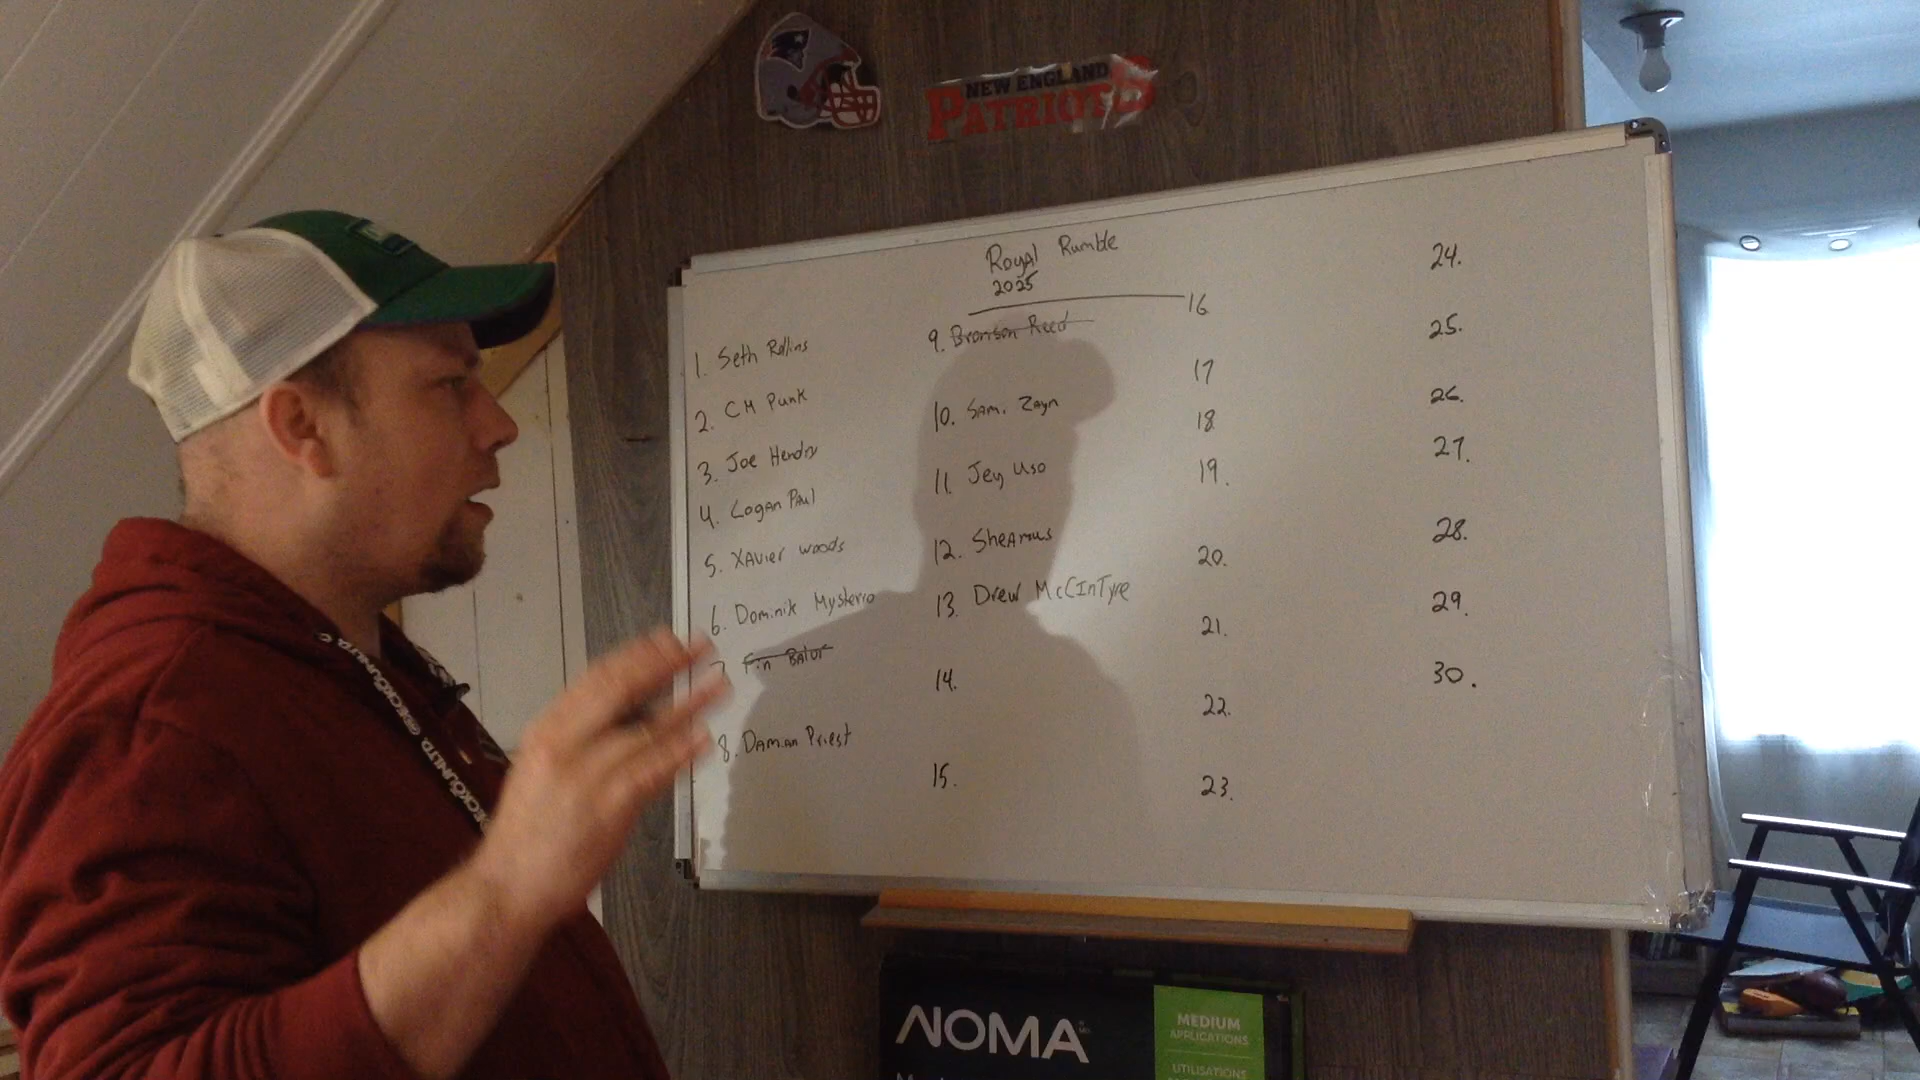 NEW ENGLAND
PATRIOTS
Royal Rumble
2025
1. Seth Rollins
2. CM Punk
3. Joe Hendry
4. Logan Paul
5. Xavier Woods
6. Dominik Mysterio
7. Fin Balor
8. Damian Priest
9. Bronson Reed
10. Sami Zayn
11. Jey Uso
12. Sheamus
13. Drew McCIntyre
14.
15.
16
17
18
19.
20.
21.
22.
23.
24.
25.
26.
27.
28.
29.
30.
NOMA
MEDIUM
APPLICATIONS
UTILISATIONS